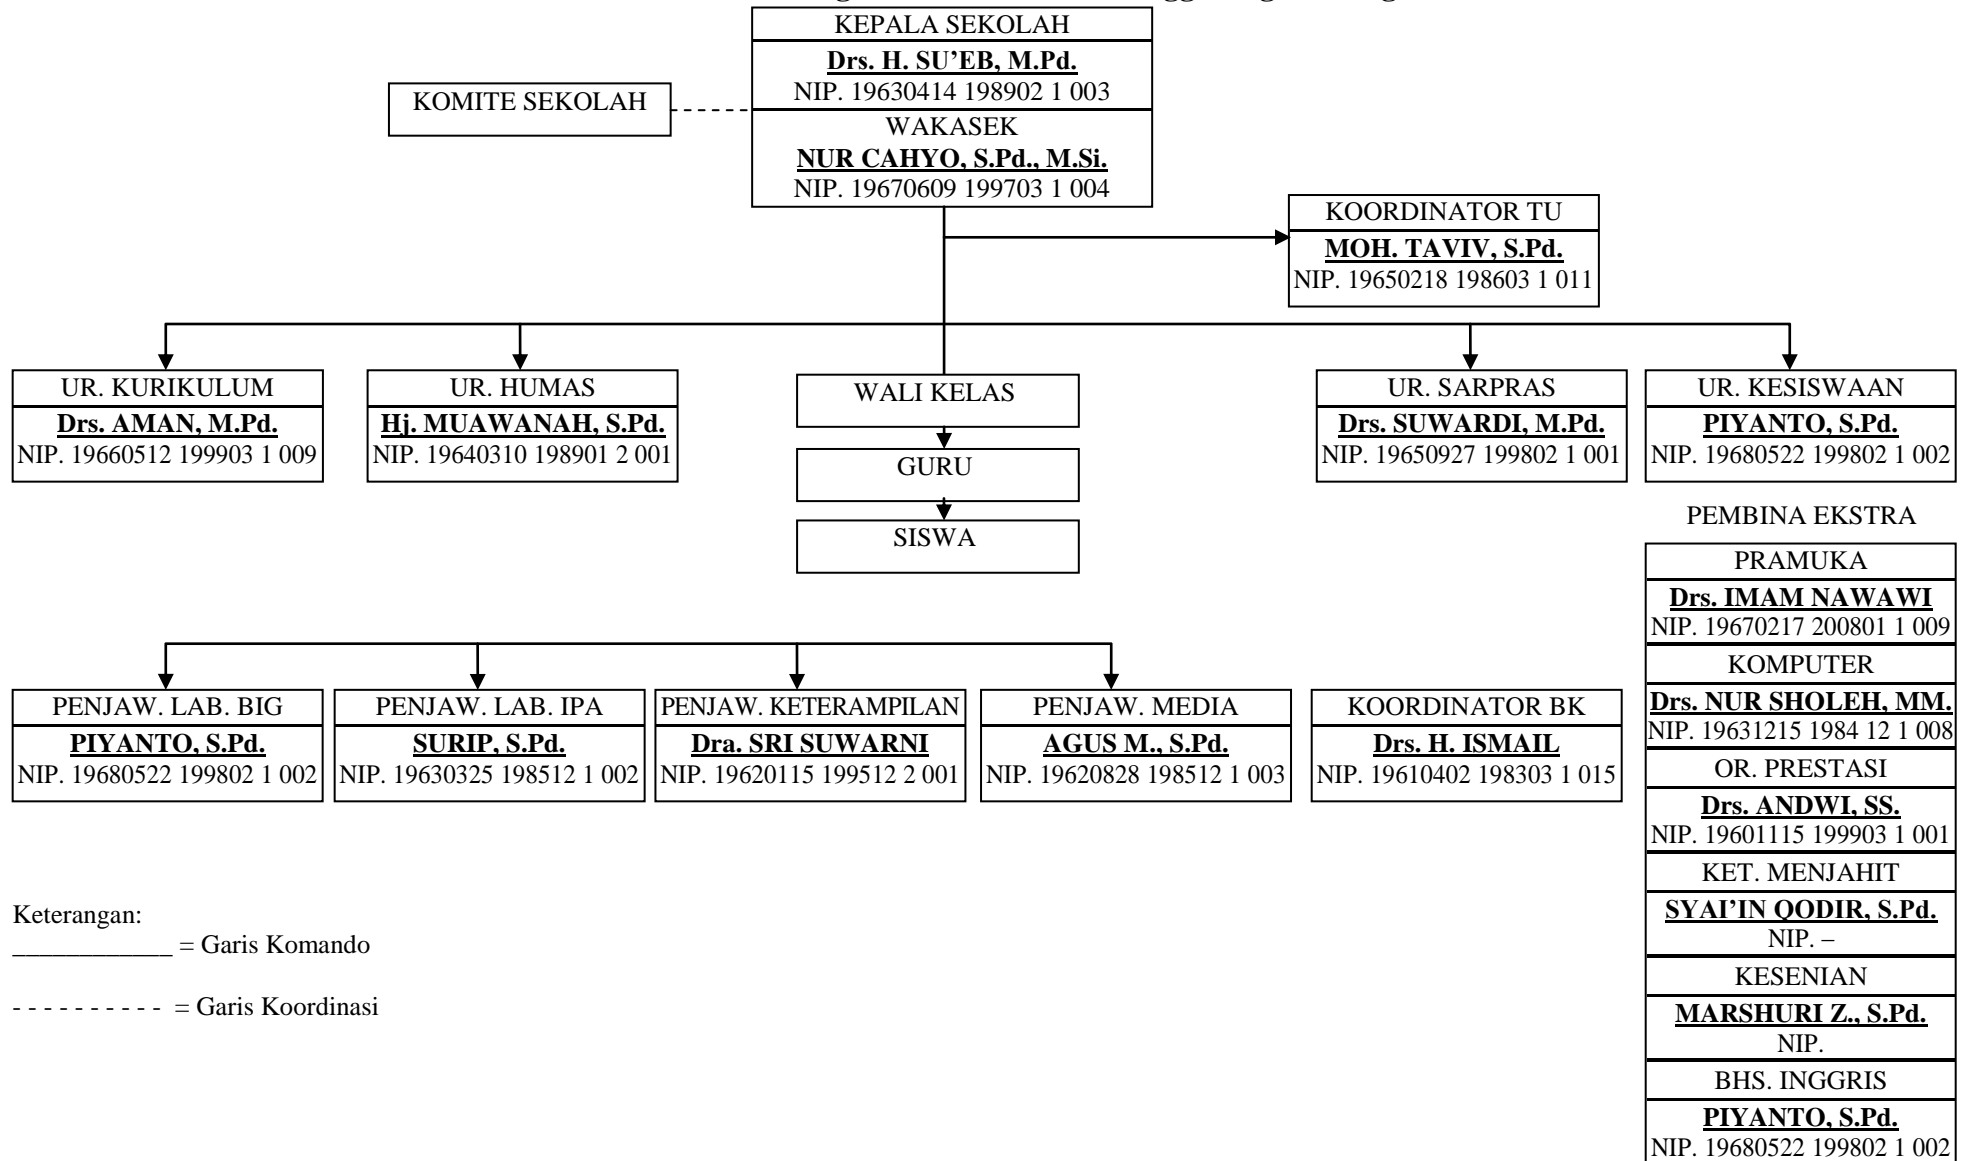 KEPALA SEKOLAH
Drs. H. SU’EB, M.Pd.
NIP. 19630414 198902 1 003
KOMITE SEKOLAH
WAKASEK
NUR CAHYO, S.Pd., M.Si.
NIP. 19670609 199703 1 004
KOORDINATOR TU
MOH. TAVIV, S.Pd.
NIP. 19650218 198603 1 011
UR. KURIKULUM
Drs. AMAN, M.Pd.
NIP. 19660512 199903 1 009
UR. HUMAS
Hj. MUAWANAH, S.Pd.
NIP. 19640310 198901 2 001
WALI KELAS
GURU
SISWA
UR. SARPRAS
Drs. SUWARDI, M.Pd.
NIP. 19650927 199802 1 001
UR. KESISWAAN
PIYANTO, S.Pd.
NIP. 19680522 199802 1 002
PEMBINA EKSTRA
PRAMUKA
Drs. IMAM NAWAWI
NIP. 19670217 200801 1 009
KOMPUTER
Drs. NUR SHOLEH, MM.
NIP. 19631215 1984 12 1 008
OR. PRESTASI
Drs. ANDWI, SS.
NIP. 19601115 199903 1 001
KET. MENJAHIT
SYAI’IN QODIR, S.Pd.
NIP. –
KESENIAN
MARSHURI Z., S.Pd.
NIP.
BHS. INGGRIS
PIYANTO, S.Pd.
NIP. 19680522 199802 1 002
PENJAW. LAB. BIG
PIYANTO, S.Pd.
NIP. 19680522 199802 1 002
PENJAW. LAB. IPA
SURIP, S.Pd.
NIP. 19630325 198512 1 002
PENJAW. KETERAMPILAN
Dra. SRI SUWARNI
NIP. 19620115 199512 2 001
PENJAW. MEDIA
AGUS M., S.Pd.
NIP. 19620828 198512 1 003
KOORDINATOR BK
Drs. H. ISMAIL
NIP. 19610402 198303 1 015
Keterangan:
____________ = Garis Komando
- - - - - - - - - - = Garis Koordinasi